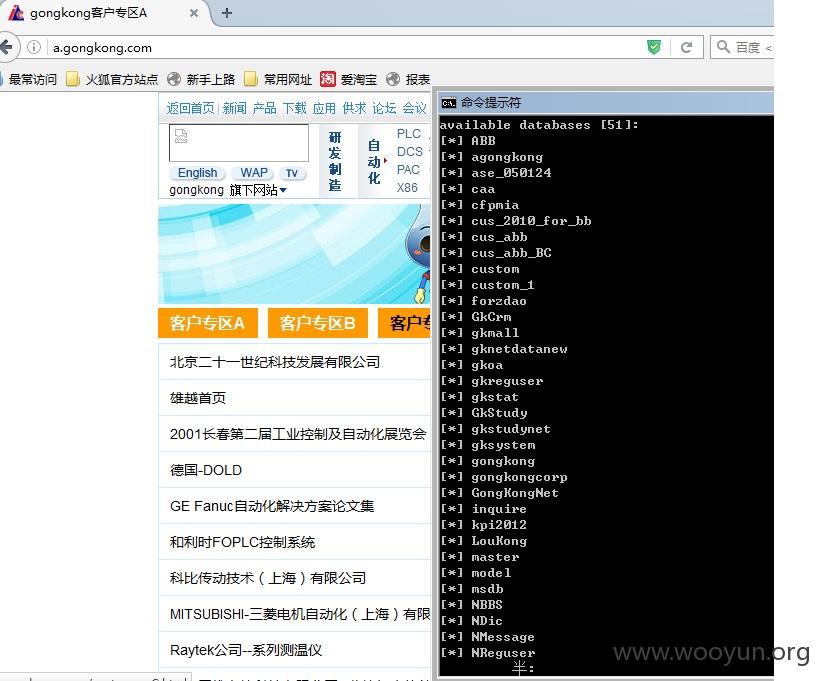 gongkong客户专区A
a.gongkong.com
百度
最常访问 火狐官方站点 新手上路 常用网址 淘 爱淘宝 报表
返回首页 新闻 产品 下载 应用 供求 论坛 会议
English WAP TV
gongkong 旗下网站
研发制造
自动化
PLC
DCS
PAC
X86
客户专区A 客户专区B 客户专
北京二十一世纪科技发展有限公司
雄越首页
2001长春第二届工业控制及自动化展览会
德国-DOLD
GE Fanuc自动化解决方案论文集
和利时FOPLC控制系统
科比传动技术（上海）有限公司
MITSUBISHI-三菱电机自动化（上海）有限
Raytek公司--系列测温仪
命令提示符
available databases [51]:
[*] ABB
[*] agongkong
[*] ase_050124
[*] caa
[*] cfpmia
[*] cus_2010_for_bb
[*] cus_abb
[*] cus_abb_BC
[*] custom
[*] custom_1
[*] forzdao
[*] GkCrm
[*] gkmall
[*] gknetdatanew
[*] gkoa
[*] gkreguser
[*] gkstat
[*] GkStudy
[*] gkstudynet
[*] gksystem
[*] gongkong
[*] gongkongcorp
[*] GongKongNet
[*] inquire
[*] kpi2012
[*] LouKong
[*] master
[*] model
[*] msdb
[*] NBBS
[*] NDic
[*] NMessage
[*] NReguser
半:
www.wooyun.org